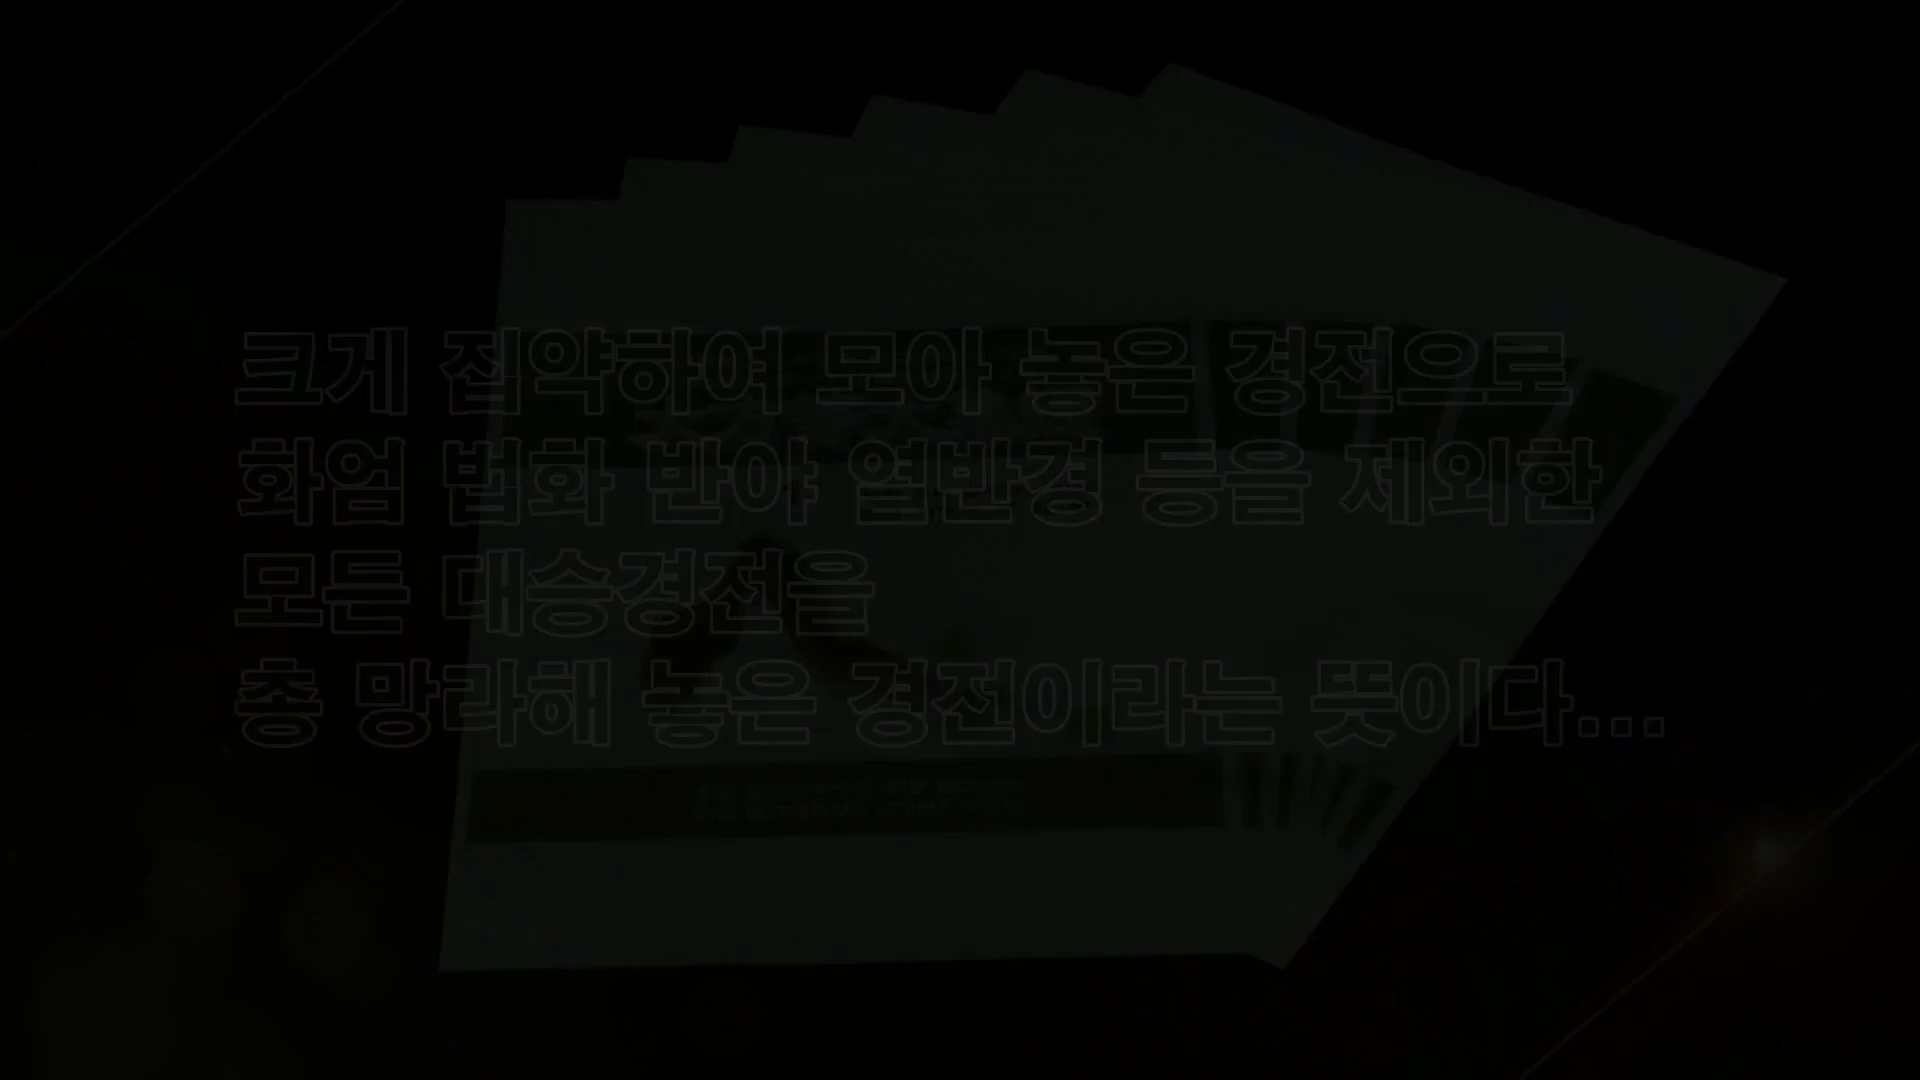 크게 집약하여 모아 놓은 경전으로
화엄 법화 반야 열반경 등을 제외한
모든 대승경전을
총 망라해 놓은 경전이라는 뜻이다...